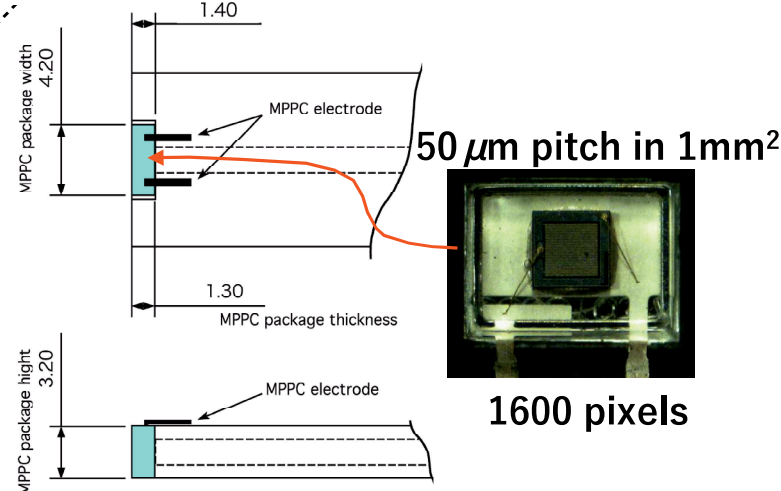 1.40
MPPC package width
4.20
MPPC electrode
50 μm pitch in 1mm²
1.30
MPPC package thickness
MPPC package hight
3.20
MPPC electrode
1600 pixels